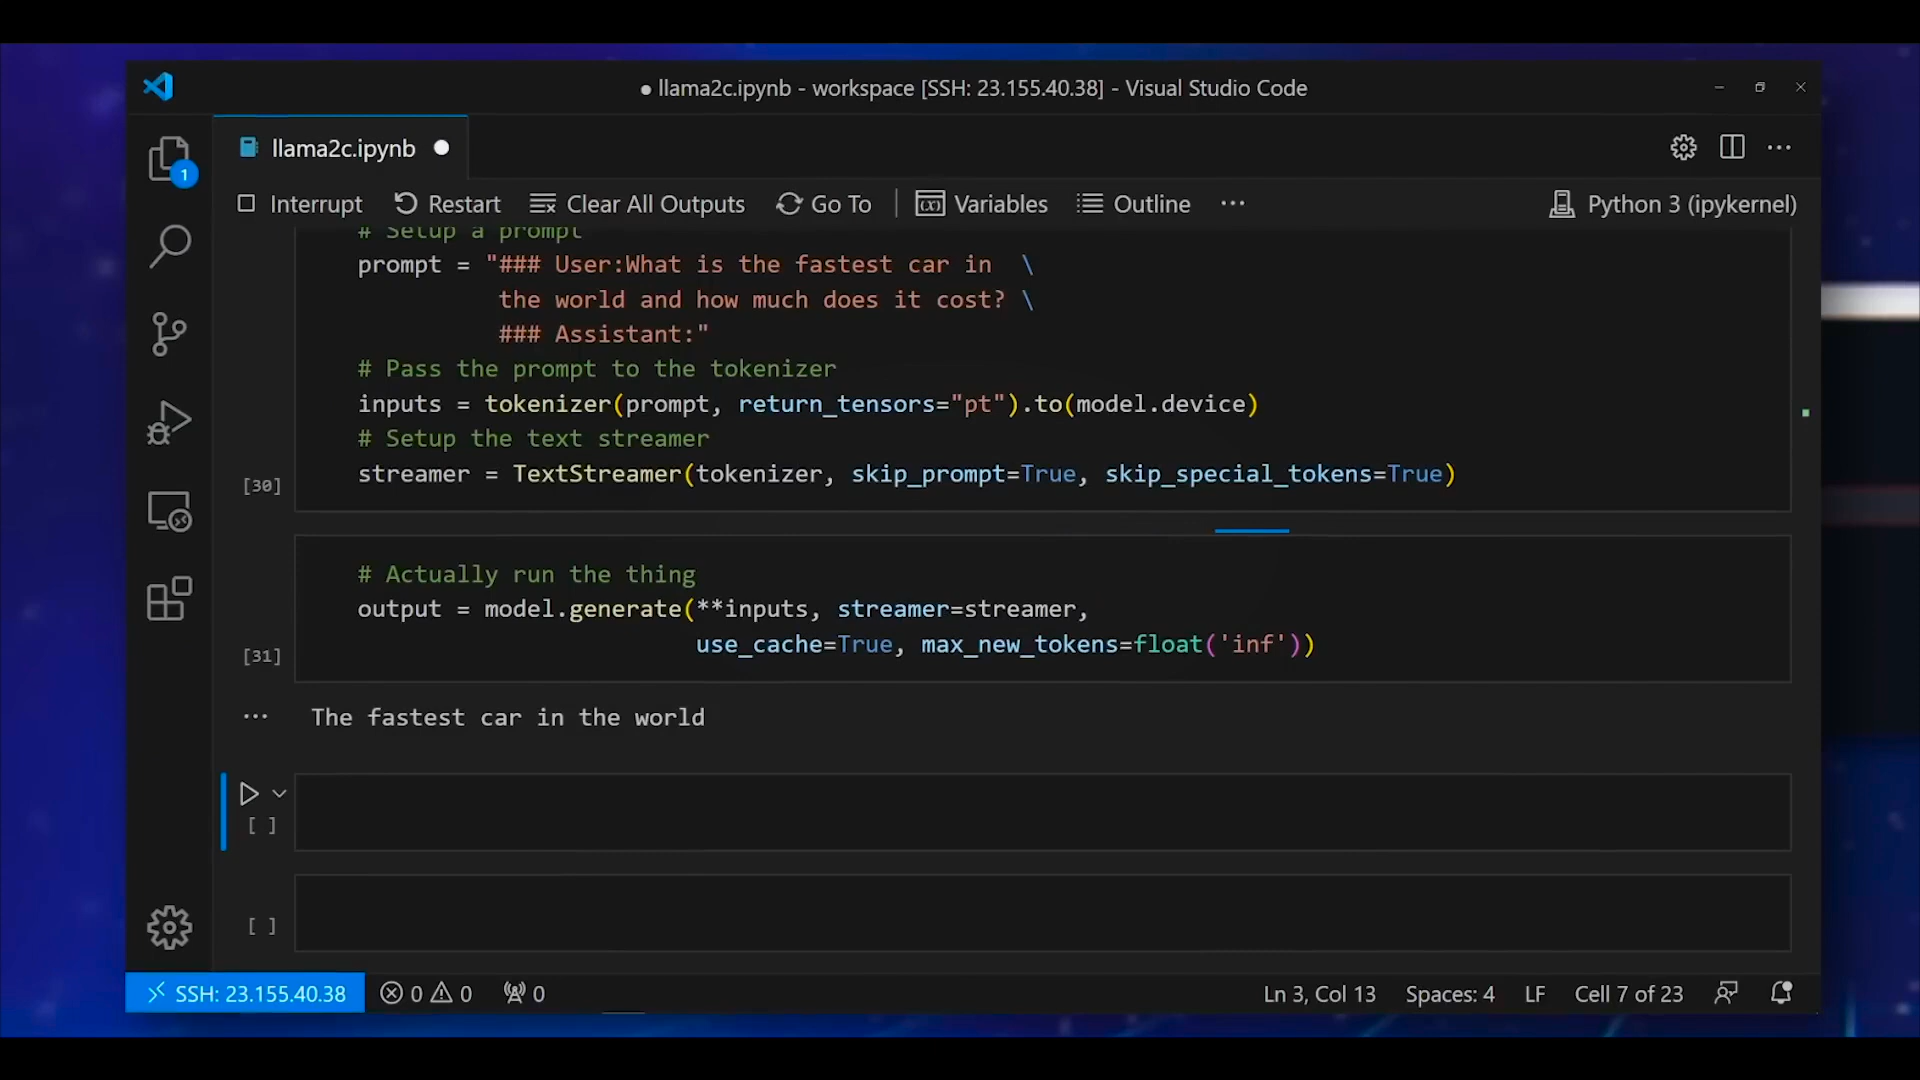 ● llama2c.ipynb - workspace [SSH: 23.155.40.38] - Visual Studio Code
llama2c.ipynb
1
Interrupt Restart Clear All Outputs Go To Variables Outline ··· Python 3 (ipykernel)
# Setup a prompt
prompt = "### User:What is the fastest car in \
the world and how much does it cost? \
### Assistant:"
# Pass the prompt to the tokenizer
inputs = tokenizer(prompt, return_tensors="pt").to(model.device)
# Setup the text streamer
streamer = TextStreamer(tokenizer, skip_prompt=True, skip_special_tokens=True)
[30]
# Actually run the thing
output = model.generate(**inputs, streamer=streamer,
use_cache=True, max_new_tokens=float('inf'))
[31]
··· The fastest car in the world
[ ]
[ ]
SSH: 23.155.40.38 0 0 0 Ln 3, Col 13 Spaces: 4 LF Cell 7 of 23